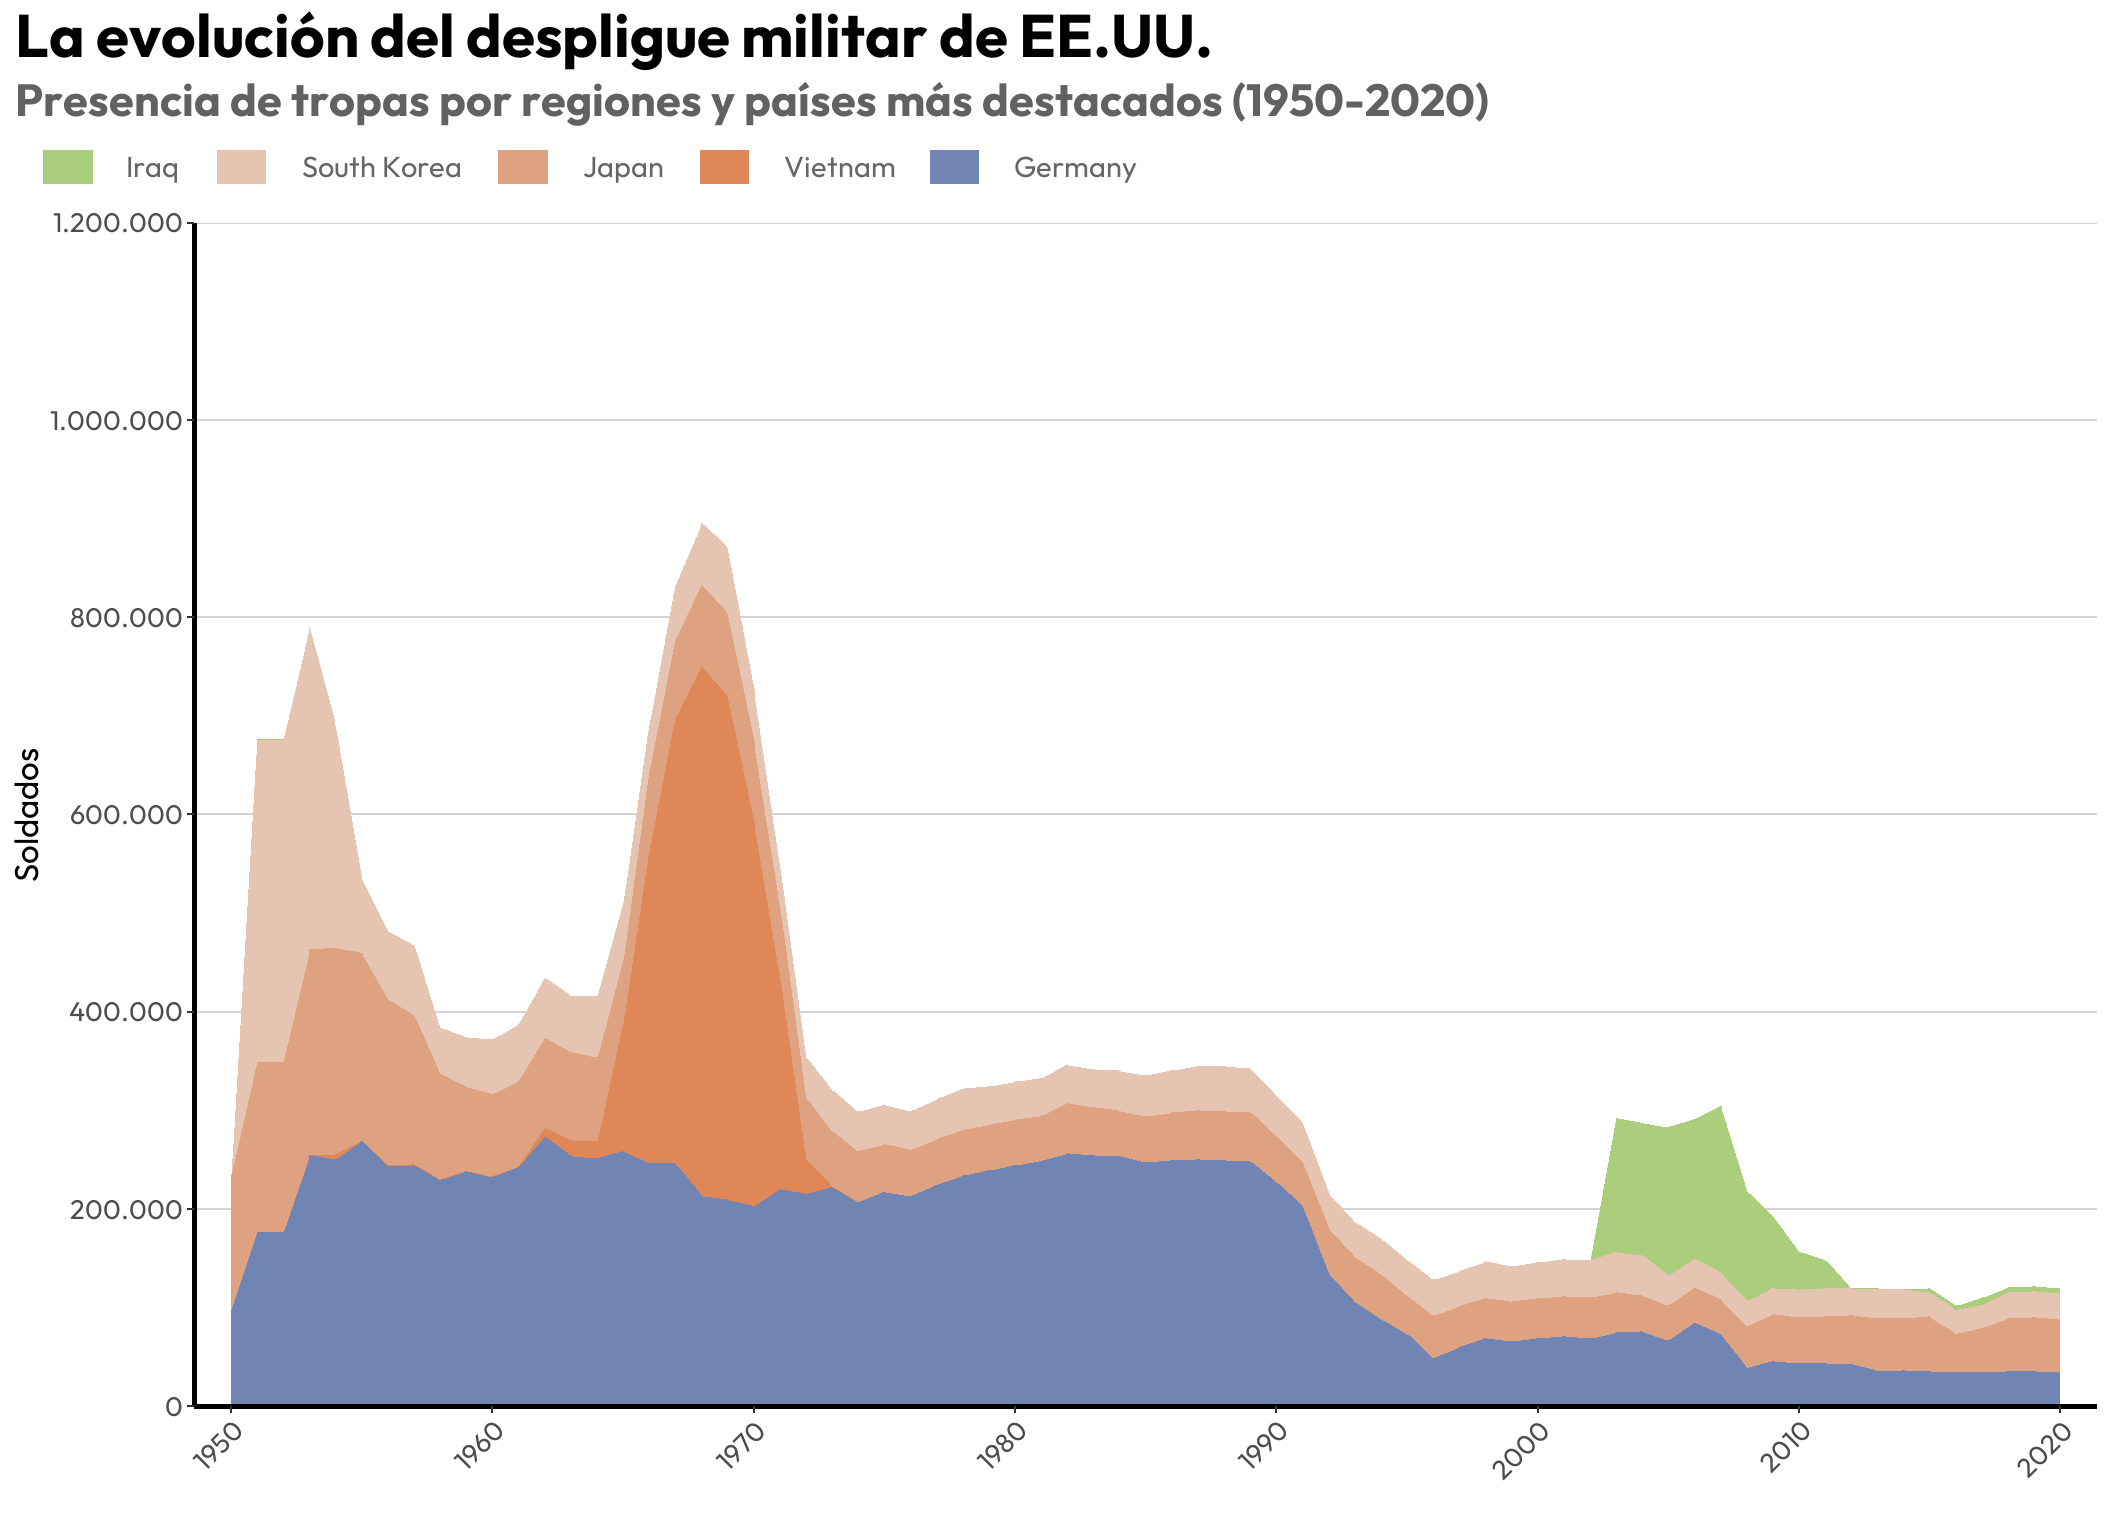 La evolución del despligue militar de EE.UU.
Presencia de tropas por regiones y países más destacados (1950-2020)
Iraq South Korea Japan Vietnam Germany
1.200.000
1.000.000
800.000
600.000
400.000
200.000
0
Soldados
1950 1960 1970 1980 1990 2000 2010 2020